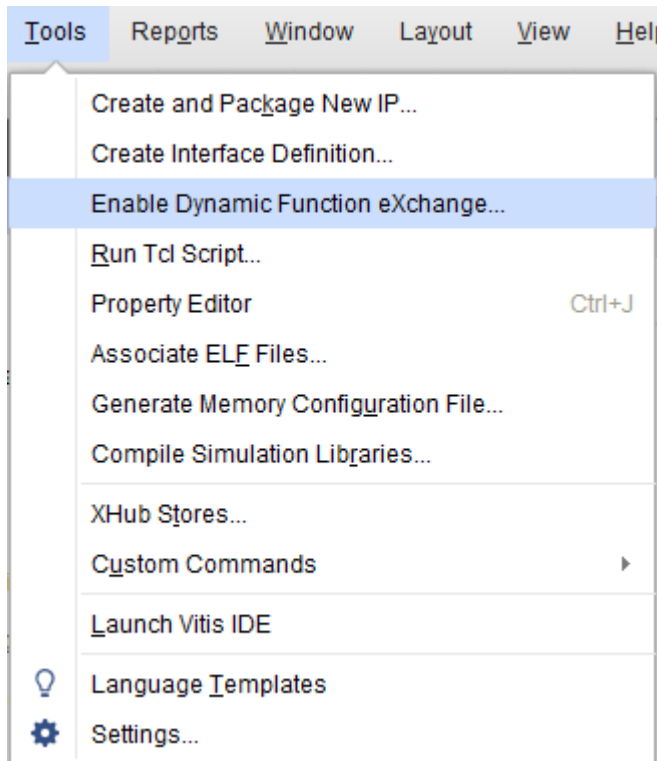 Tools Reports Window Layout View Hel
Create and Package New IP...
Create Interface Definition...
Enable Dynamic Function eXchange...
Run Tcl Script...
Property Editor Ctrl+J
Associate ELF Files...
Generate Memory Configuration File...
Compile Simulation Libraries...
XHub Stores...
Custom Commands
Launch Vitis IDE
Language Templates
Settings...